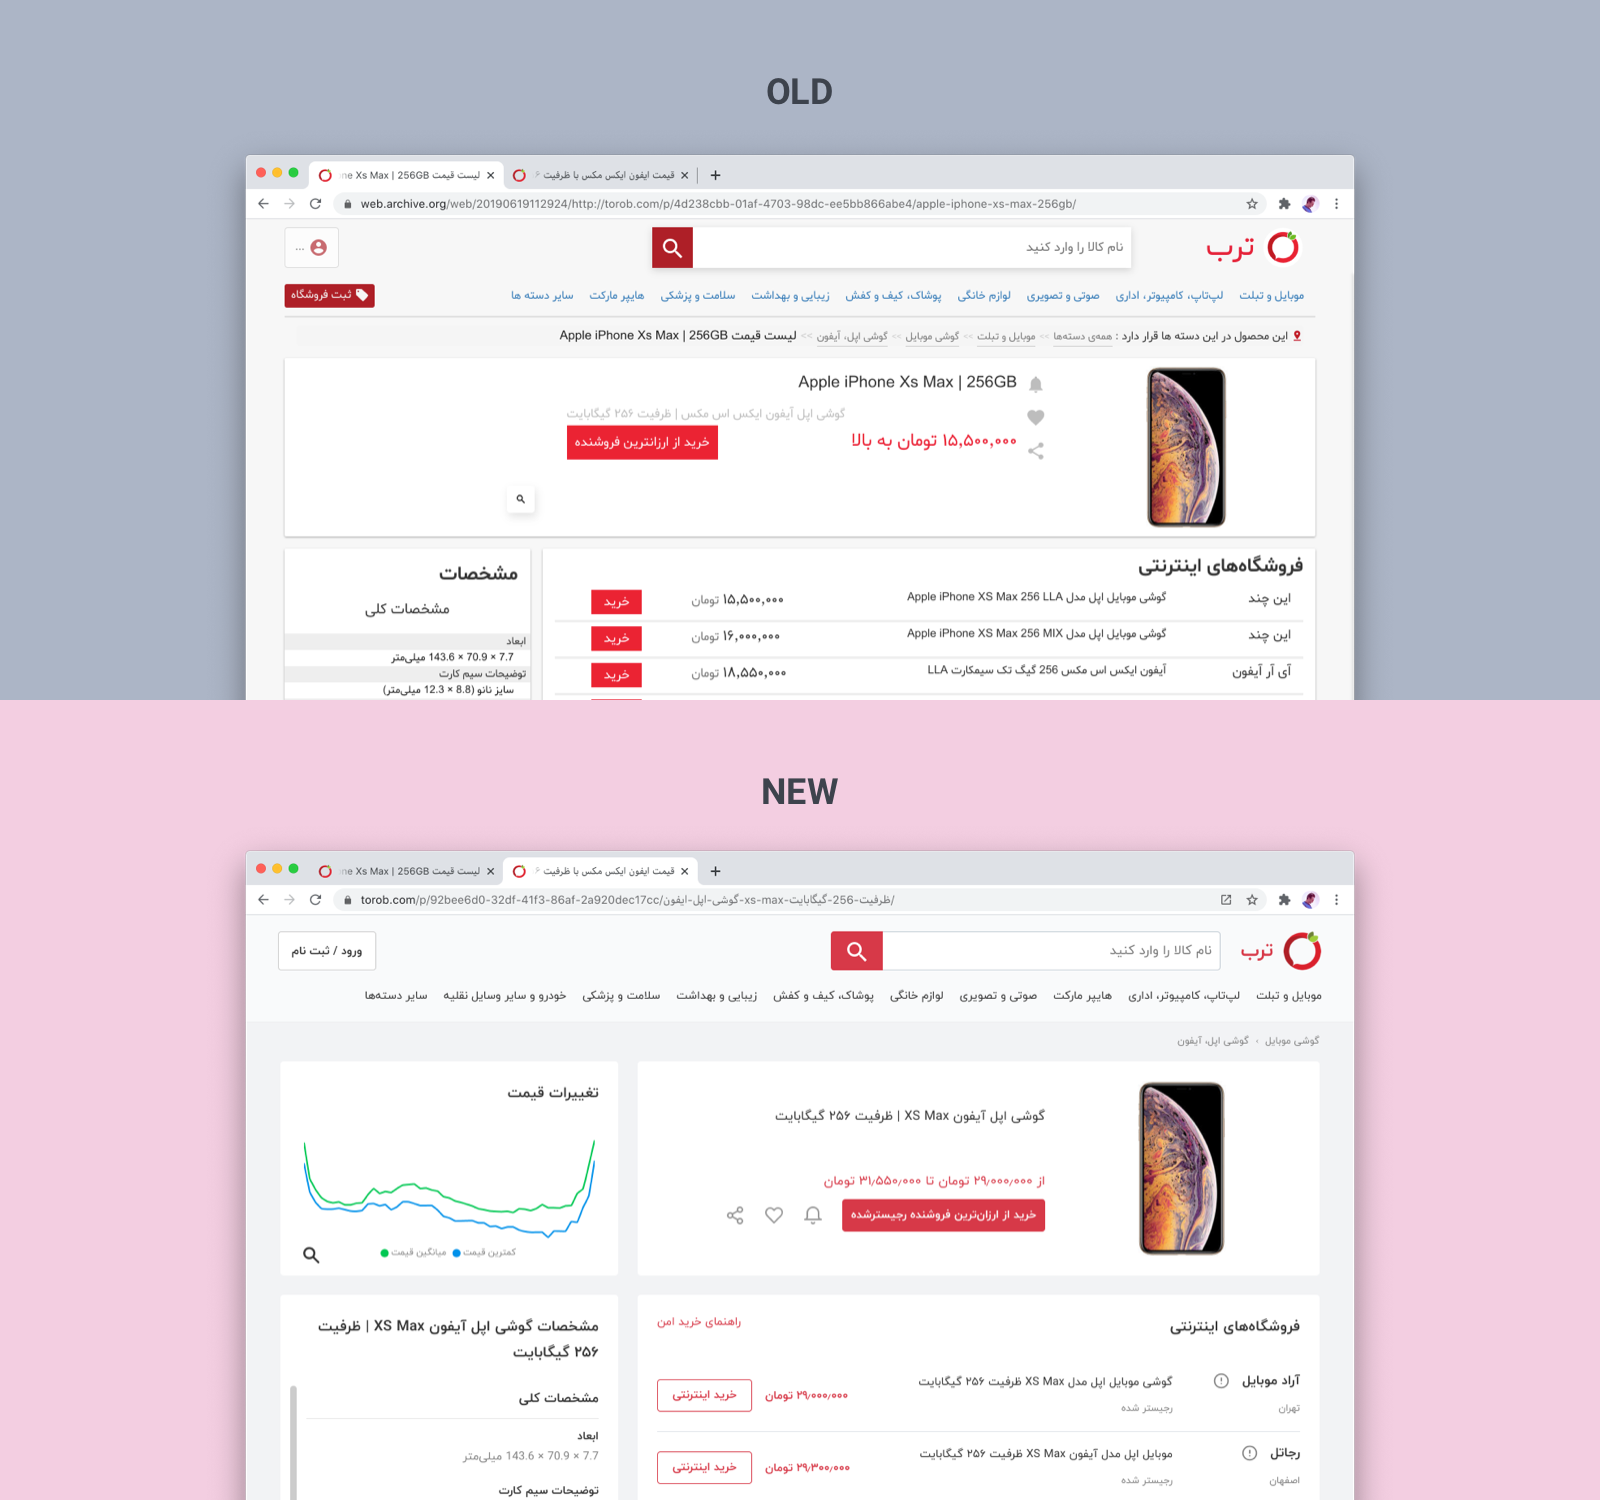 OLD
لیست قیمت Xs Max | 256GB
قیمت ایفون ایکس مکس با ظرفیت
web.archive.org/web/20190619112924/http://torob.com/p/4d238cbb-01af-4703-98dc-ee5bb866abe4/apple-iphone-xs-max-256gb/
ترب
نام کالا را وارد کنید
...
موبایل و تبلت لپ‌تاپ، کامپیوتر، اداری صوتی و تصویری لوازم خانگی پوشاک، کیف و کفش زیبایی و بهداشت سلامت و پزشکی هایپر مارکت سایر دسته ها
ثبت فروشگاه
این محصول در این دسته ها قرار دارد : همه‌ی دسته‌ها >> موبایل و تبلت >> گوشی موبایل >> گوشی اپل، آیفون >> لیست قیمت Apple iPhone Xs Max | 256GB
Apple iPhone Xs Max | 256GB
گوشی اپل آیفون ایکس اس مکس | ظرفیت ۲۵۶ گیگابایت
۱۵,۵۰۰,۰۰۰ تومان به بالا
خرید از ارزانترین فروشنده
فروشگاه‌های اینترنتی
این چند گوشی موبایل اپل مدل Apple iPhone XS Max 256 LLA ۱۵,۵۰۰,۰۰۰ تومان خرید
این چند گوشی موبایل اپل مدل Apple iPhone XS Max 256 MIX ۱۶,۰۰۰,۰۰۰ تومان خرید
آی آر آیفون آیفون ایکس اس مکس 256 گیگ تک سیمکارت LLA ۱۸,۵۵۰,۰۰۰ تومان خرید
مشخصات
مشخصات کلی
ابعاد
7.7 × 70.9 × 143.6 میلی‌متر
توضیحات سیم کارت
سایز نانو (8.8 × 12.3 میلی‌متر)
NEW
لیست قیمت Xs Max | 256GB
قیمت ایفون ایکس مکس با ظرفیت
torob.com/p/92bee6d0-32df-41f3-86af-2a920dec17cc/گوشی-اپل-ایفون-xs-max-ظرفیت-256-گیگابایت/
ترب
نام کالا را وارد کنید
ورود / ثبت نام
موبایل و تبلت لپ‌تاپ، کامپیوتر، اداری هایپر مارکت صوتی و تصویری لوازم خانگی پوشاک، کیف و کفش زیبایی و بهداشت سلامت و پزشکی خودرو و سایر وسایل نقلیه سایر دسته‌ها
گوشی موبایل › گوشی اپل، آیفون
گوشی اپل آیفون XS Max | ظرفیت ۲۵۶ گیگابایت
از ۲۹٫۰۰۰٫۰۰۰ تومان تا ۳۱٫۵۵۰٫۰۰۰ تومان
خرید از ارزان‌ترین فروشنده رجیسترشده
تغییرات قیمت
کمترین قیمت میانگین قیمت
فروشگاه‌های اینترنتی
راهنمای خرید امن
آراد موبایل گوشی موبایل اپل مدل XS Max ظرفیت ۲۵۶ گیگابایت ۲۹٫۰۰۰٫۰۰۰ تومان خرید اینترنتی
تهران رجیستر شده
رجاتل موبایل اپل مدل آیفون XS Max ظرفیت ۲۵۶ گیگابایت ۲۹٫۳۰۰٫۰۰۰ تومان خرید اینترنتی
اصفهان رجیستر شده
مشخصات گوشی اپل آیفون XS Max | ظرفیت
۲۵۶ گیگابایت
مشخصات کلی
ابعاد
7.7 × 70.9 × 143.6 میلی‌متر
توضیحات سیم کارت